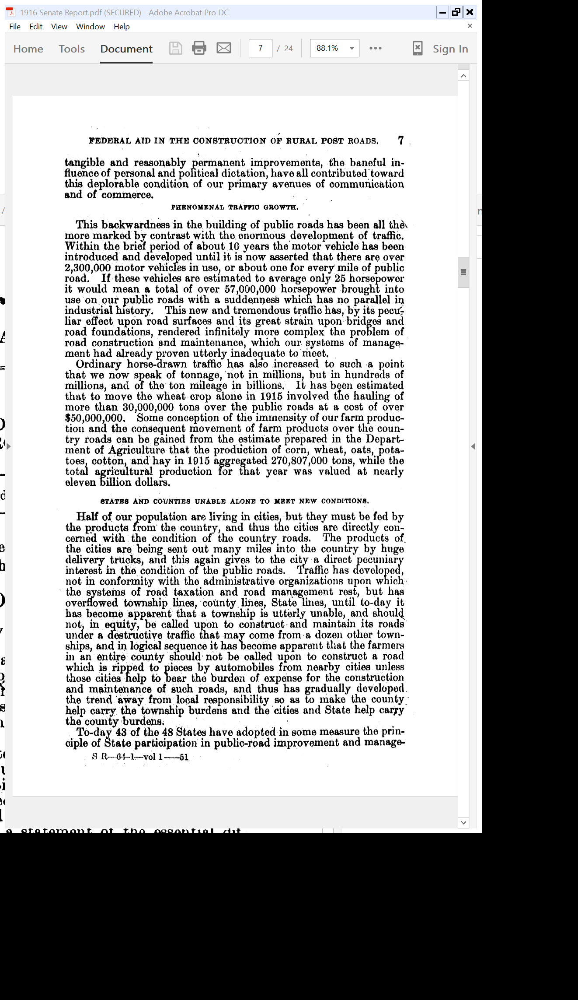 1916 Senate Report.pdf (SECURED) - Adobe Acrobat Pro DC
File Edit View Window Help
Home Tools Document 7 / 24 88.1% Sign In
FEDERAL AID IN THE CONSTRUCTION OF RURAL POST ROADS. 7
tangible and reasonably permanent improvements, the baneful in-
fluence of personal and political dictation, have all contributed toward
this deplorable condition of our primary avenues of communication
and of commerce.
PHENOMENAL TRAFFIC GROWTH.
This backwardness in the building of public roads has been all the
more marked by contrast with the enormous development of traffic.
Within the brief period of about 10 years the motor vehicle has been
introduced and developed until it is now asserted that there are over
2,300,000 motor vehicles in use, or about one for every mile of public
road. If these vehicles are estimated to average only 25 horsepower
it would mean a total of over 57,000,000 horsepower brought into
use on our public roads with a suddenness which has no parallel in
industrial history. This new and tremendous traffic has, by its pecu-
liar effect upon road surfaces and its great strain upon bridges and
road foundations, rendered infinitely more complex the problem of
road construction and maintenance, which our systems of manage-
ment had already proven utterly inadequate to meet.
Ordinary horse-drawn traffic has also increased to such a point
that we now speak of tonnage, not in millions, but in hundreds of
millions, and of the ton mileage in billions. It has been estimated
that to move the wheat crop alone in 1915 involved the hauling of
more than 30,000,000 tons over the public roads at a cost of over
$50,000,000. Some conception of the immensity of our farm produc-
tion and the consequent movement of farm products over the coun-
try roads can be gained from the estimate prepared in the Depart-
ment of Agriculture that the production of corn, wheat, oats, pota-
toes, cotton, and hay in 1915 aggregated 270,807,000 tons, while the
total agricultural production for that year was valued at nearly
eleven billion dollars.
STATES AND COUNTIES UNABLE ALONE TO MEET NEW CONDITIONS.
Half of our population are living in cities, but they must be fed by
the products from the country, and thus the cities are directly con-
cerned with the condition of the country roads. The products of
the cities are being sent out many miles into the country by huge
delivery trucks, and this again gives to the city a direct pecuniary
interest in the condition of the public roads. Traffic has developed,
not in conformity with the administrative organizations upon which
the systems of road taxation and road management rest, but has
overflowed township lines, county lines, State lines, until to-day it
has become apparent that a township is utterly unable, and should
not, in equity, be called upon to construct and maintain its roads
under a destructive traffic that may come from a dozen other town-
ships, and in logical sequence it has become apparent that the farmers
in an entire county should not be called upon to construct a road
which is ripped to pieces by automobiles from nearby cities unless
those cities help to bear the burden of expense for the construction
and maintenance of such roads, and thus has gradually developed
the trend away from local responsibility so as to make the county
help carry the township burdens and the cities and State help carry
the county burdens.
To-day 43 of the 48 States have adopted in some measure the prin-
ciple of State participation in public-road improvement and manage-
S R—64-1—vol 1——51
a statement of the essential